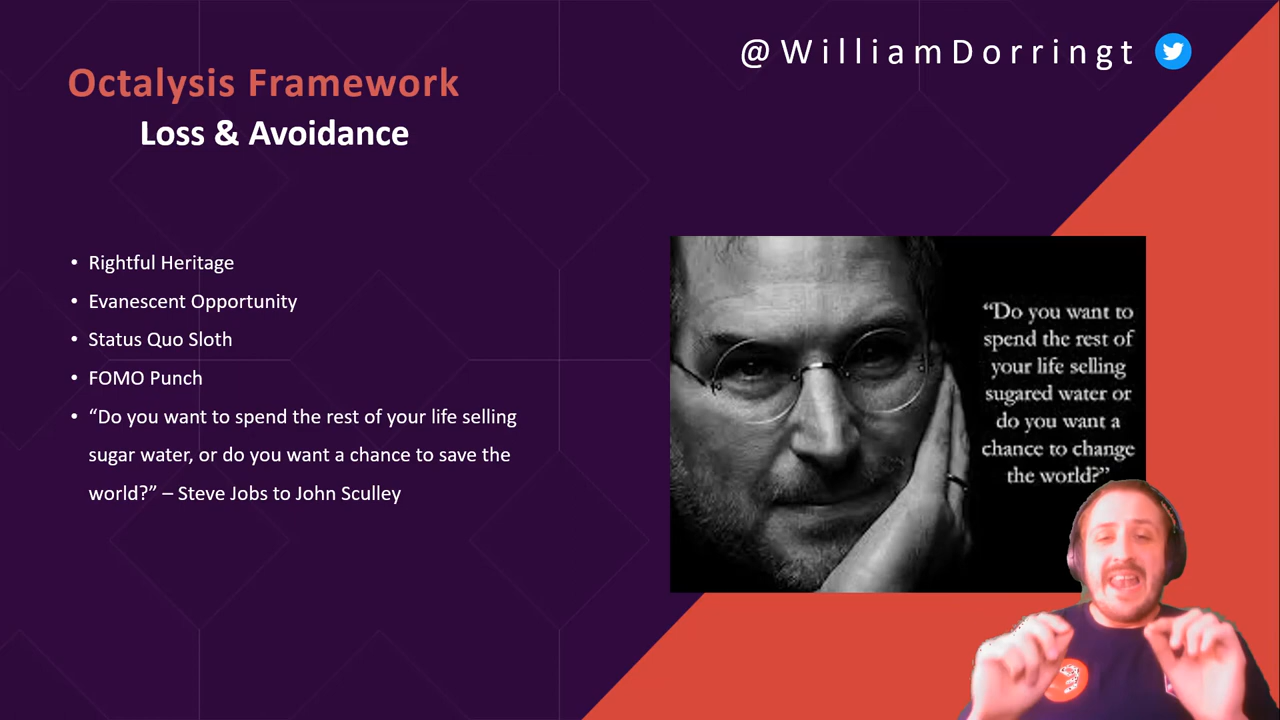 @WilliamDorringt
Octalysis Framework
Loss & Avoidance
• Rightful Heritage
• Evanescent Opportunity
• Status Quo Sloth
• FOMO Punch
• “Do you want to spend the rest of your life selling
sugar water, or do you want a chance to save the
world?” – Steve Jobs to John Sculley
“Do you want to
spend the rest of
your life selling
sugared water or
do you want a
chance to change
the world?”